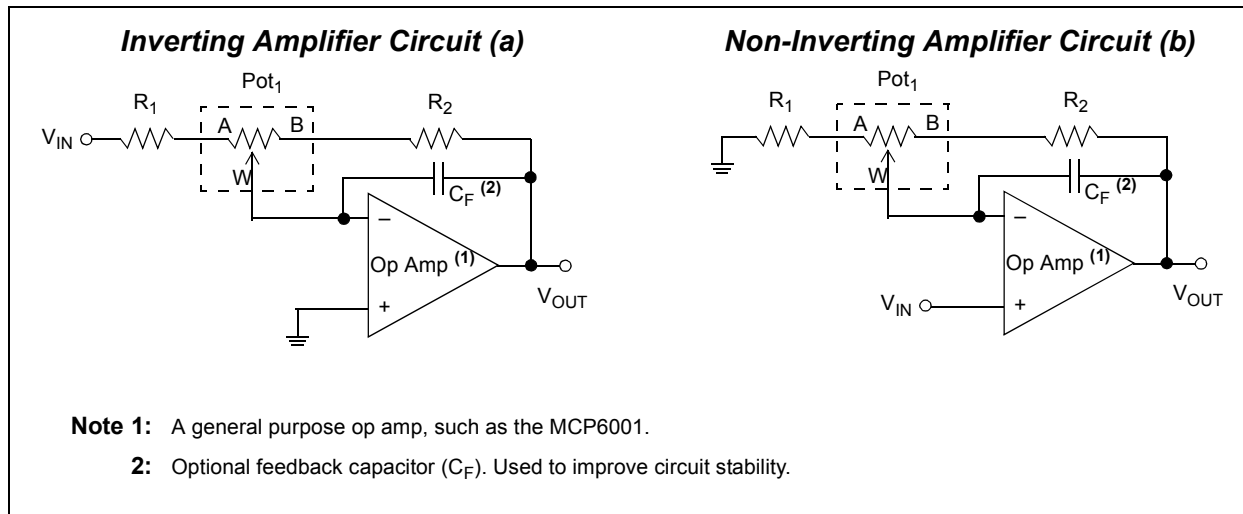 Inverting Amplifier Circuit (a)
Pot1
R1
R2
VIN
A
B
W
CF (2)
–
Op Amp (1)
+
VOUT
Non-Inverting Amplifier Circuit (b)
Pot1
R1
R2
A
B
W
CF (2)
–
Op Amp (1)
VIN
+
VOUT
Note 1: A general purpose op amp, such as the MCP6001.
2: Optional feedback capacitor (CF). Used to improve circuit stability.